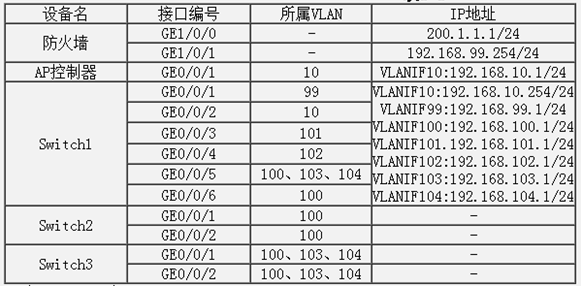 设备名 接口编号 所属VLAN IP地址
防火墙 GE1/0/0 - 200.1.1.1/24
GE1/0/1 - 192.168.99.254/24
AP控制器 GE0/0/1 10 VLANIF10:192.168.10.1/24
Switch1 GE0/0/1 99 VLANIF10:192.168.10.254/24
GE0/0/2 10 VLANIF99:192.168.99.1/24
GE0/0/3 101 VLANIF100:192.168.100.1/24
GE0/0/4 102 VLANIF101.192.168.101.1/24
GE0/0/5 100、103、104 VLANIF102:192.168.102.1/24
GE0/0/6 100 VLANIF103:192.168.103.1/24
VLANIF104:192.168.104.1/24
Switch2 GE0/0/1 100 -
GE0/0/2 100 -
Switch3 GE0/0/1 100、103、104 -
GE0/0/2 100、103、104 -